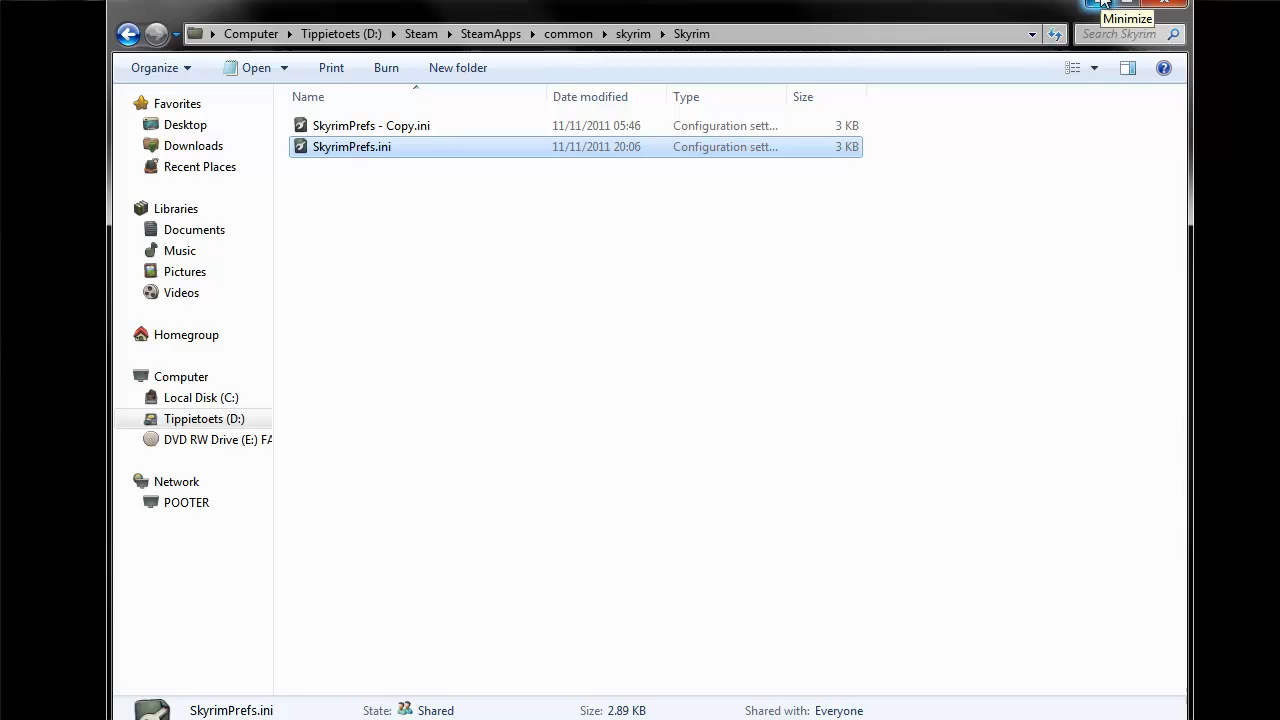 Minimize
Computer Tippietoets (D:) Steam SteamApps common skyrim Skyrim Search Skyrim
Organize Open Print Burn New folder
Name Date modified Type Size
SkyrimPrefs - Copy.ini 11/11/2011 05:46 Configuration sett... 3 KB
SkyrimPrefs.ini 11/11/2011 20:06 Configuration sett... 3 KB
Favorites
Desktop
Downloads
Recent Places
Libraries
Documents
Music
Pictures
Videos
Homegroup
Computer
Local Disk (C:)
Tippietoets (D:)
DVD RW Drive (E:) FA
Network
POOTER
SkyrimPrefs.ini State: Shared Size: 2.89 KB Shared with: Everyone